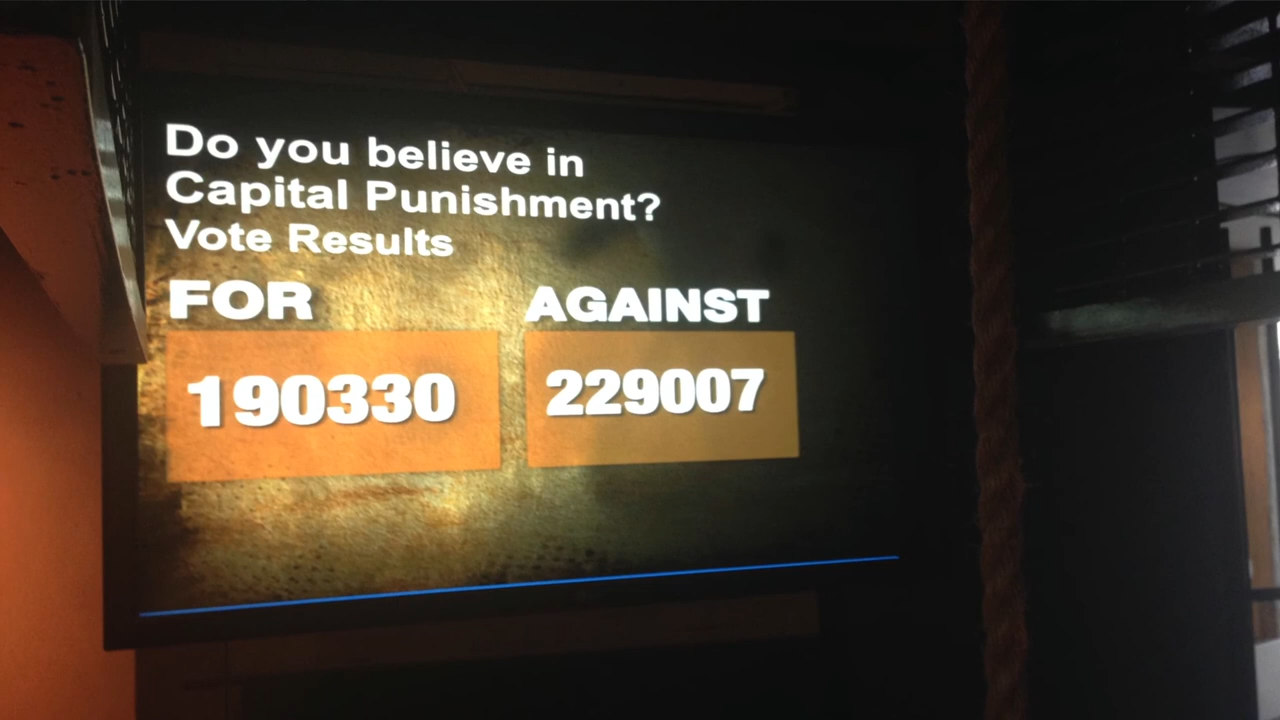 Do you believe in
Capital Punishment?
Vote Results
FOR AGAINST
190330 229007